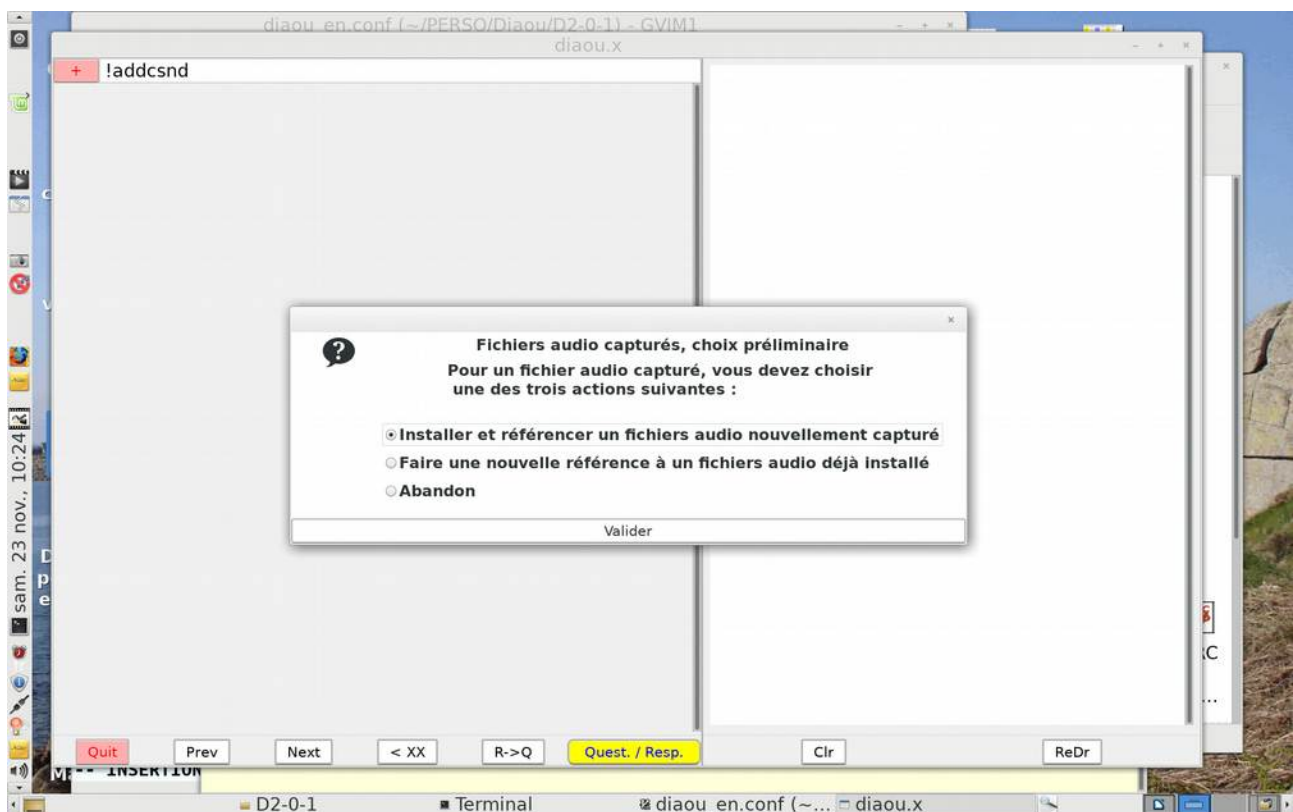 diaou_en.conf (~/PERSO/Diaou/D2-0-1) - GVIM1
diaou.x
+ !addcsnd
Fichiers audio capturés, choix préliminaire
Pour un fichier audio capturé, vous devez choisir
une des trois actions suivantes :
Installer et référencer un fichiers audio nouvellement capturé
Faire une nouvelle référence à un fichiers audio déjà installé
Abandon
Valider
sam. 23 nov., 10:24
Quit Prev Next < XX R->Q Quest. / Resp. Clr ReDr
-- INSERTION
D2-0-1 Terminal diaou_en.conf (~... diaou.x